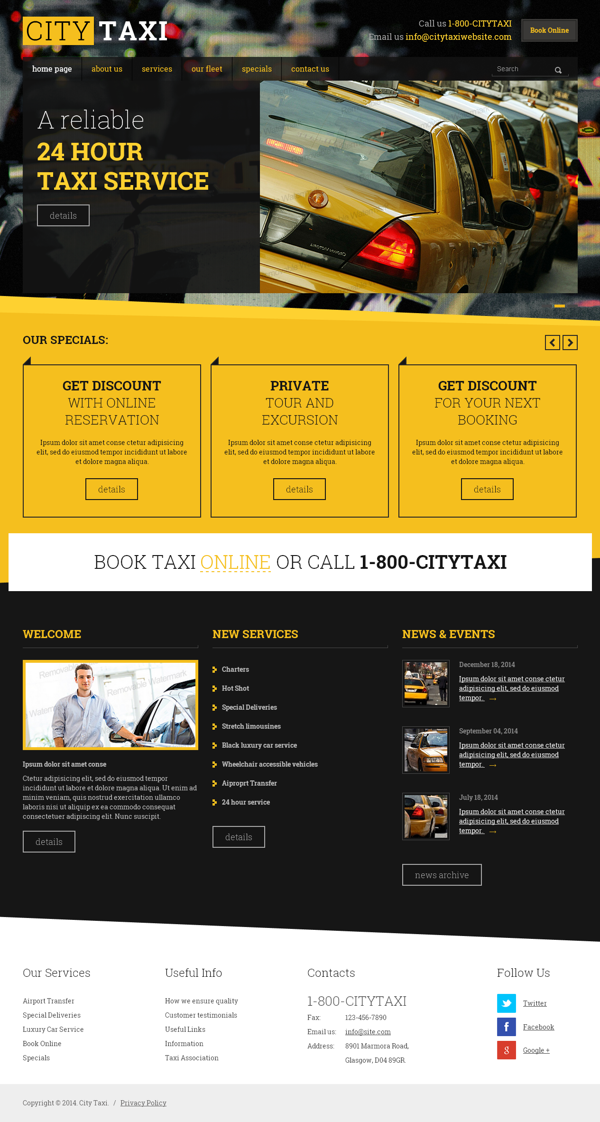 CITY TAXI
Call us 1-800-CITYTAXI
Email us info@citytaxiwebsite.com
Book Online
home page
about us
services
our fleet
specials
contact us
Search
A reliable
24 HOUR
TAXI SERVICE
details
OUR SPECIALS:
GET DISCOUNT
WITH ONLINE
RESERVATION
Ipsum dolor sit amet conse ctetur adipisicing
elit, sed do eiusmod tempor incididunt ut labore
et dolore magna aliqua.
details
PRIVATE
TOUR AND
EXCURSION
Ipsum dolor sit amet conse ctetur adipisicing
elit, sed do eiusmod tempor incididunt ut labore
et dolore magna aliqua.
details
GET DISCOUNT
FOR YOUR NEXT
BOOKING
Ipsum dolor sit amet conse ctetur adipisicing
elit, sed do eiusmod tempor incididunt ut labore
et dolore magna aliqua.
details
BOOK TAXI ONLINE OR CALL 1-800-CITYTAXI
WELCOME
Ipsum dolor sit amet conse
Ctetur adipisicing elit, sed do eiusmod tempor
incididunt ut labore et dolore magna aliqua. Ut enim ad
minim veniam, quis nostrud exercitation ullamco
laboris nisi ut aliquip ex ea commodo consequat
consectetuer adipiscing elit. Nunc suscipit.
details
NEW SERVICES
Charters
Hot Shot
Special Deliveries
Stretch limousines
Black luxury car service
Wheelchair accessible vehicles
Aiproprt Transfer
24 hour service
details
NEWS & EVENTS
December 18, 2014
Ipsum dolor sit amet conse ctetur
adipisicing elit, sed do eiusmod
tempor.
September 04, 2014
Ipsum dolor sit amet conse ctetur
adipisicing elit, sed do eiusmod
tempor.
July 18, 2014
Ipsum dolor sit amet conse ctetur
adipisicing elit, sed do eiusmod
tempor.
news archive
Our Services
Airport Transfer
Special Deliveries
Luxury Car Service
Book Online
Specials
Useful Info
How we ensure quality
Customer testimonials
Useful Links
Information
Taxi Association
Contacts
1-800-CITYTAXI
Fax: 123-456-7890
Email us: info@site.com
Address: 8901 Marmora Road,
Glasgow, D04 89GR
Follow Us
Twitter
Facebook
Google +
Copyright © 2014. City Taxi. / Privacy Policy